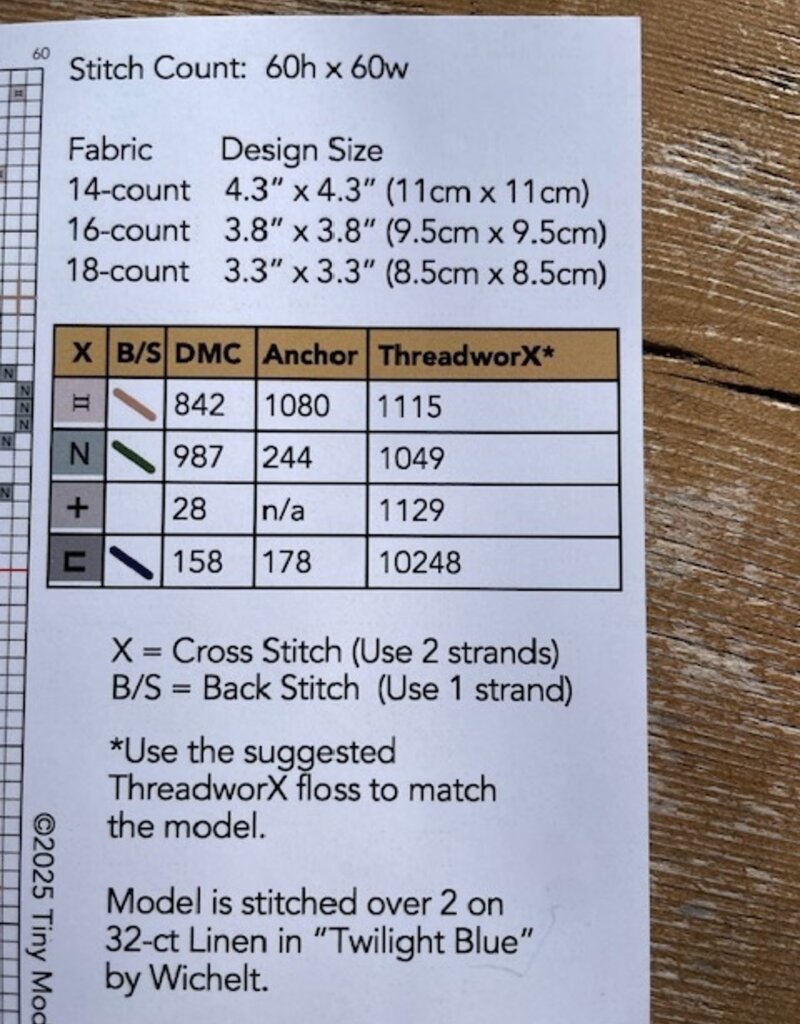 60
Stitch Count: 60h x 60w
Fabric Design Size
14-count 4.3" x 4.3" (11cm x 11cm)
16-count 3.8" x 3.8" (9.5cm x 9.5cm)
18-count 3.3" x 3.3" (8.5cm x 8.5cm)
X B/S DMC Anchor ThreadworX*
842 1080 1115
N 987 244 1049
+ 28 n/a 1129
158 178 10248
X = Cross Stitch (Use 2 strands)
B/S = Back Stitch (Use 1 strand)
*Use the suggested
ThreadworX floss to match
the model.
Model is stitched over 2 on
32-ct Linen in "Twilight Blue"
by Wichelt.
N
N
N
N
N
N
©2025 Tiny